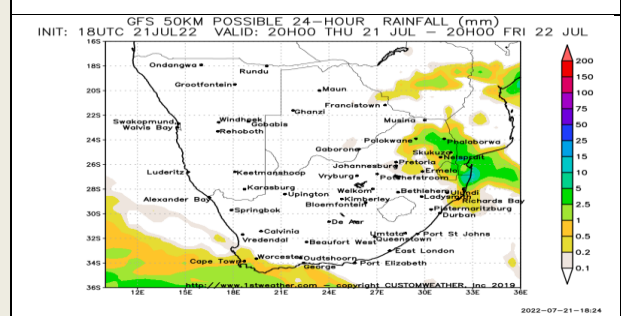 GFS 50KM POSSIBLE 24-HOUR RAINFALL (mm)
INIT: 18UTC 21JUL22 VALID: 20H00 THU 21 JUL - 20H00 FRI 22 JUL
16S
18S
20S
22S
24S
26S
28S
30S
32S
34S
36S
Ondangwa
Rundu
Grootfontein
Maun
Francistown
Ghanzi
Windhoek
Gobabis
Swakopmund
Walvis Bay
Rehoboth
Musina
Polokwane
Phalaborwa
Gaborone
Skukuza
Nelspruit
Johannesburg
Pretoria
Luderitz
Keetmanshoop
Vryburg
Potchefstroom
Ermelo
Karasburg
Upington
Welkom
Bethlehem
Ulundi
Alexander Bay
Kimberley
Ladysmith
Richards Bay
Springbok
Bloemfontein
Pietermaritzburg
Durban
De Aar
Calvinia
Umtata
Port St Johns
Vredendal
Beaufort West
Queenstown
East London
Cape Town
Worcester
Oudtshoorn
George
Port Elizabeth
http://www.1stweather.com - copyright CUSTOMWEATHER, Inc 2019
12E 15E 18E 21E 24E 27E 30E 33E 36E
200
150
100
75
50
25
15
10
5
2.5
1
0.5
0.2
0.1
2022-07-21-18:24